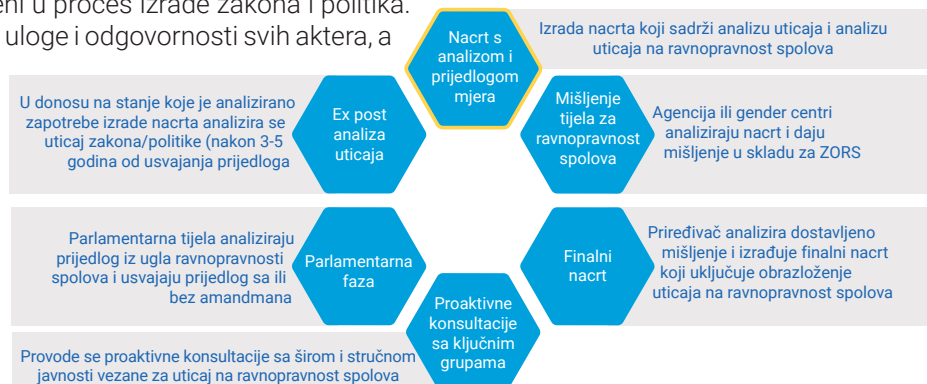 eni u proces izrade zakona i politika.
uloge i odgovornosti svih aktera, a
Nacrt s
analizom i
prijedlogom
mjera
Izrada nacrta koji sadrži analizu uticaja i analizu
uticaja na ravnopravnost spolova
Mišljenje
tijela za
ravnopravnost
spolova
Agencija ili gender centri
analiziraju nacrt i daju
mišljenje u skladu za ZORS
Finalni
nacrt
Priređivač analizira dostavljeno
mišljenje i izrađuje finalni nacrt
koji uključuje obrazloženje
uticaja na ravnopravnost spolova
Proaktivne
konsultacije
sa ključnim
grupama
Provode se proaktivne konsultacije sa širom i stručnom
javnosti vezane za uticaj na ravnopravnost spolova
Parlamentarna
faza
Parlamentarna tijela analiziraju
prijedlog iz ugla ravnopravnosti
spolova i usvajaju prijedlog sa ili
bez amandmana
Ex post
analiza
uticaja
U donosu na stanje koje je analizirano
zapotrebe izrade nacrta analizira se
uticaj zakona/politike (nakon 3-5
godina od usvajanja prijedloga